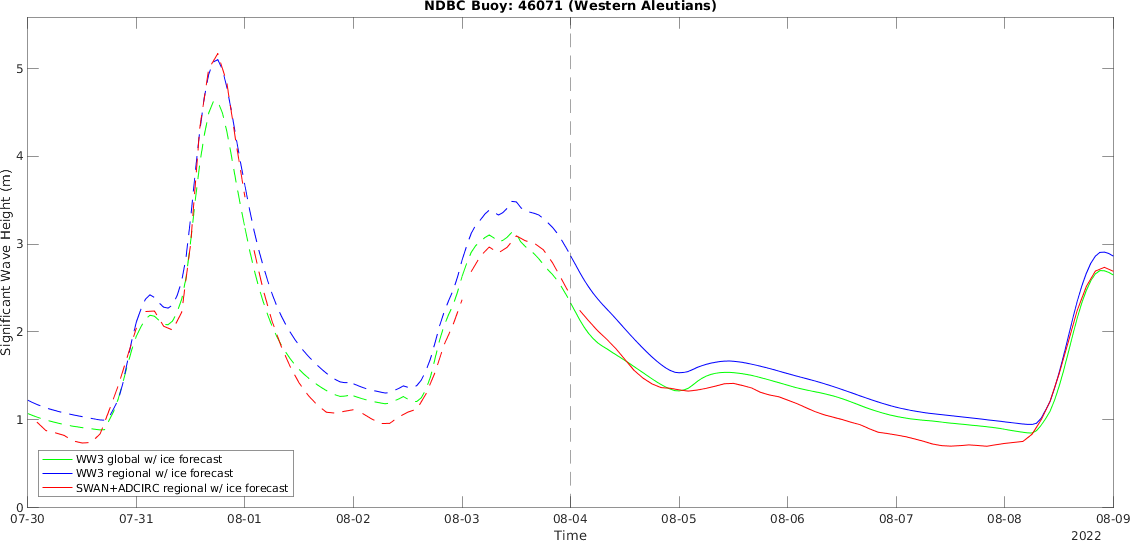 NDBC Buoy: 46071 (Western Aleutians)
Significant Wave Height (m)
5
4
3
2
1
0
WW3 global w/ ice forecast
WW3 regional w/ ice forecast
SWAN+ADCIRC regional w/ ice forecast
07-30 07-31 08-01 08-02 08-03 08-04 08-05 08-06 08-07 08-08 08-09
Time
2022